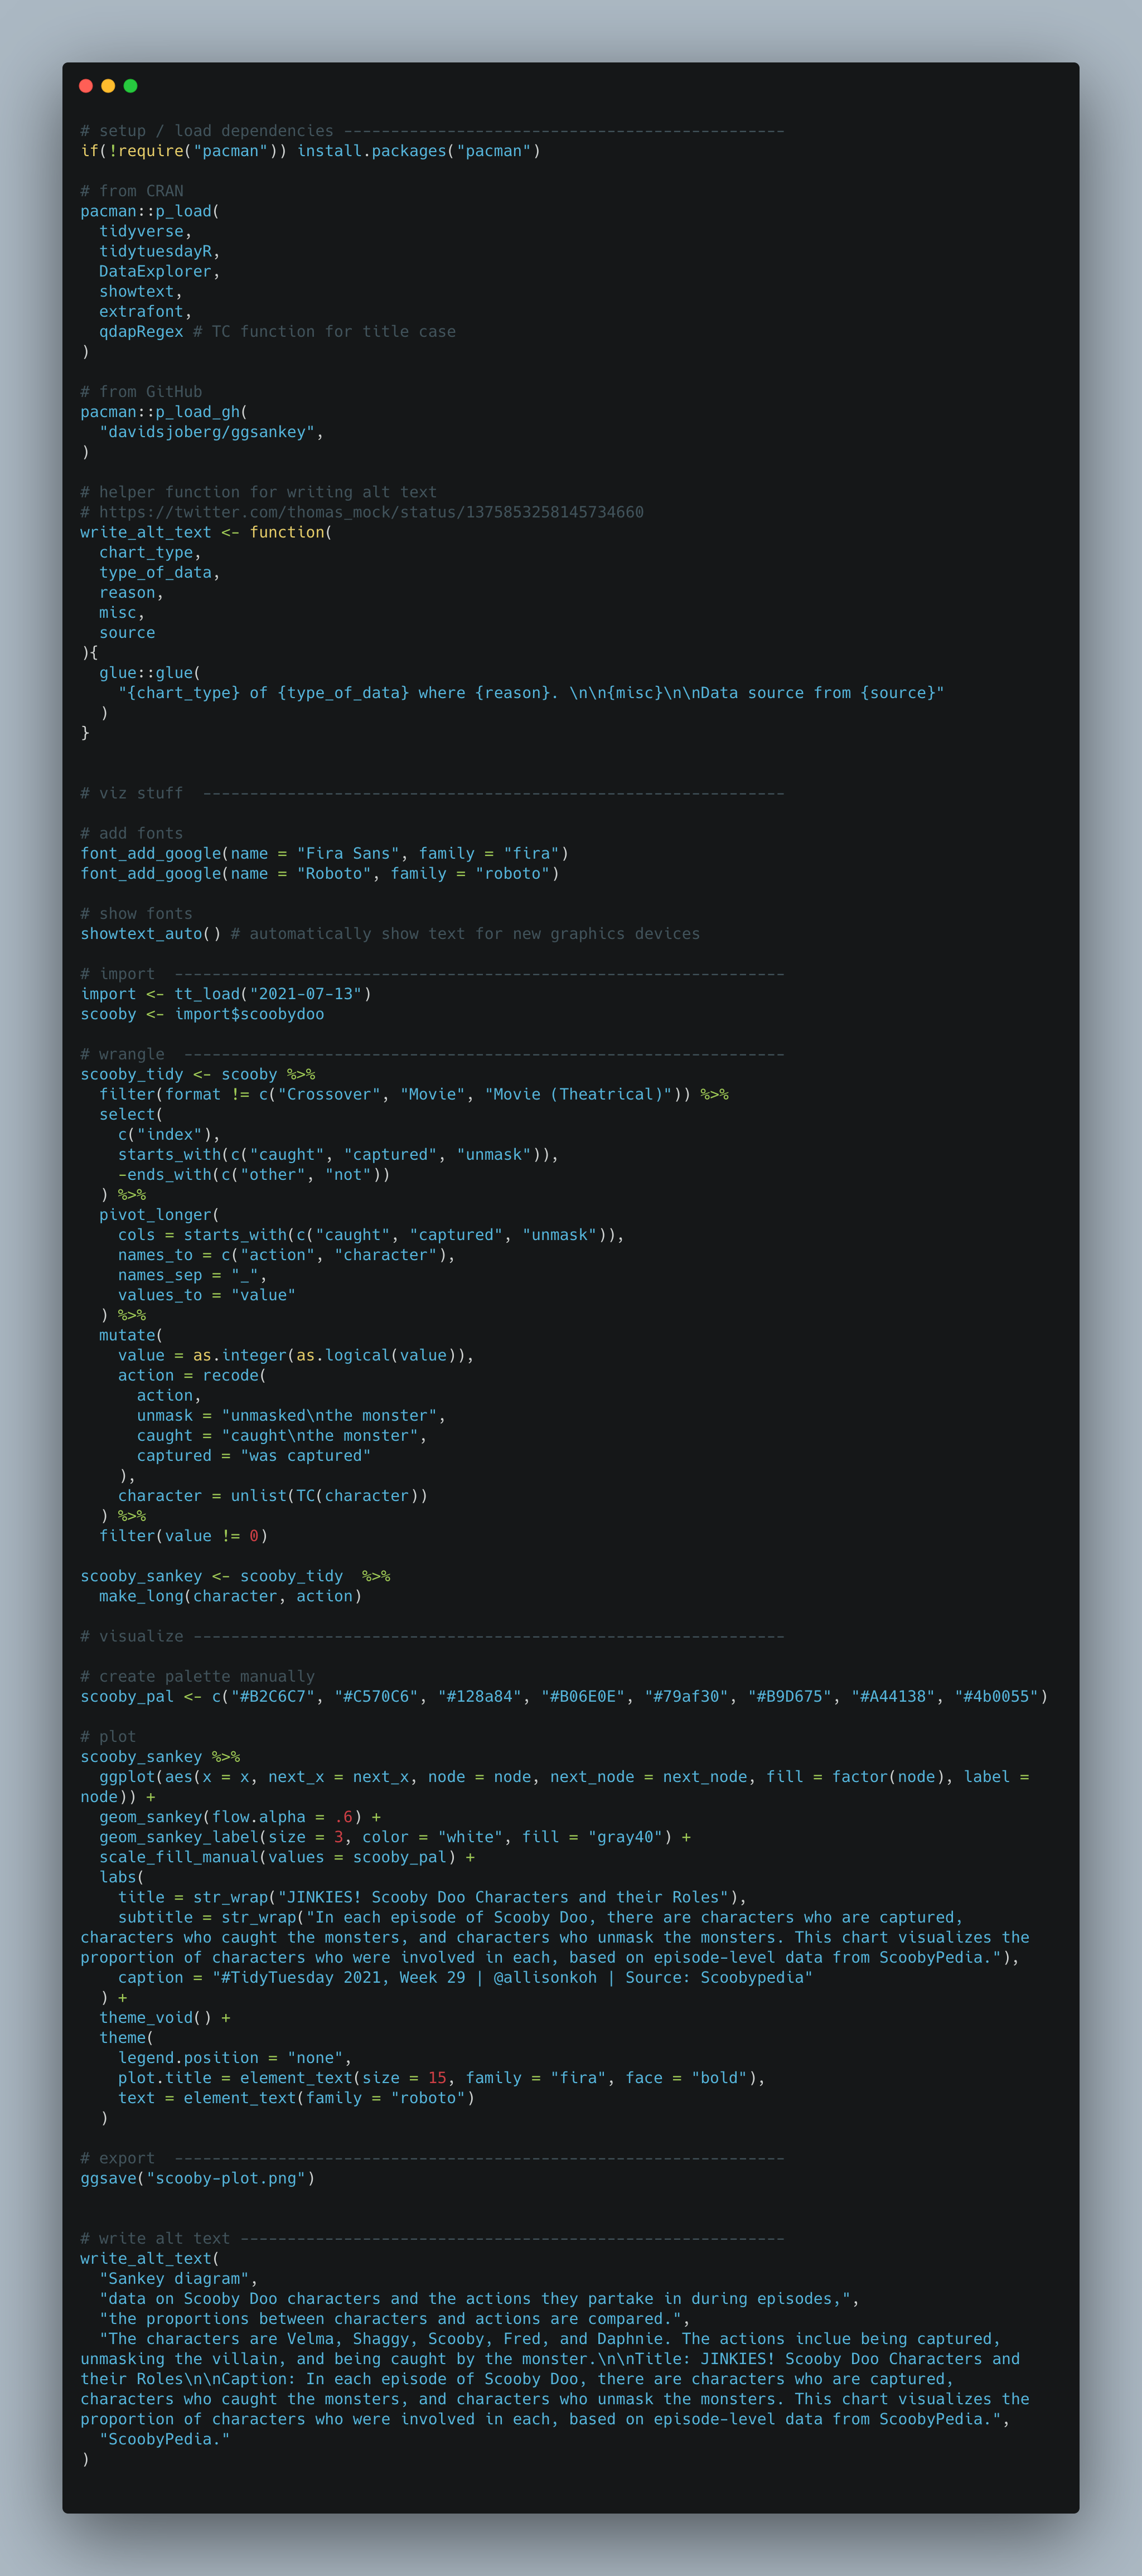 # setup / load dependencies -----------------------------------------------
if(!require("pacman")) install.packages("pacman")

# from CRAN
pacman::p_load(
  tidyverse,
  tidytuesdayR,
  DataExplorer,
  showtext,
  extrafont,
  qdapRegex # TC function for title case
)

# from GitHub
pacman::p_load_gh(
  "davidsjoberg/ggsankey",
)

# helper function for writing alt text
# https://twitter.com/thomas_mock/status/1375853258145734660
write_alt_text <- function(
  chart_type,
  type_of_data,
  reason,
  misc,
  source
){
  glue::glue(
    "{chart_type} of {type_of_data} where {reason}. \n\n{misc}\n\nData source from {source}"
  )
}


# viz stuff  --------------------------------------------------------------

# add fonts
font_add_google(name = "Fira Sans", family = "fira")
font_add_google(name = "Roboto", family = "roboto")

# show fonts
showtext_auto() # automatically show text for new graphics devices

# import  -----------------------------------------------------------------
import <- tt_load("2021-07-13")
scooby <- import$scoobydoo

# wrangle  ----------------------------------------------------------------
scooby_tidy <- scooby %>%
  filter(format != c("Crossover", "Movie", "Movie (Theatrical)")) %>%
  select(
    c("index"),
    starts_with(c("caught", "captured", "unmask")),
    -ends_with(c("other", "not"))
  ) %>%
  pivot_longer(
    cols = starts_with(c("caught", "captured", "unmask")),
    names_to = c("action", "character"),
    names_sep = "_",
    values_to = "value"
  ) %>%
  mutate(
    value = as.integer(as.logical(value)),
    action = recode(
      action,
      unmask = "unmasked\nthe monster",
      caught = "caught\nthe monster",
      captured = "was captured"
    ),
    character = unlist(TC(character))
  ) %>%
  filter(value != 0)

scooby_sankey <- scooby_tidy  %>%
  make_long(character, action)

# visualize ---------------------------------------------------------------

# create palette manually
scooby_pal <- c("#B2C6C7", "#C570C6", "#128a84", "#B06E0E", "#79af30", "#B9D675", "#A44138", "#4b0055")

# plot
scooby_sankey %>%
  ggplot(aes(x = x, next_x = next_x, node = node, next_node = next_node, fill = factor(node), label =
node)) +
  geom_sankey(flow.alpha = .6) +
  geom_sankey_label(size = 3, color = "white", fill = "gray40") +
  scale_fill_manual(values = scooby_pal) +
  labs(
    title = str_wrap("JINKIES! Scooby Doo Characters and their Roles"),
    subtitle = str_wrap("In each episode of Scooby Doo, there are characters who are captured,
characters who caught the monsters, and characters who unmask the monsters. This chart visualizes the
proportion of characters who were involved in each, based on episode-level data from ScoobyPedia."),
    caption = "#TidyTuesday 2021, Week 29 | @allisonkoh | Source: Scoobypedia"
  ) +
  theme_void() +
  theme(
    legend.position = "none",
    plot.title = element_text(size = 15, family = "fira", face = "bold"),
    text = element_text(family = "roboto")
  )

# export  -----------------------------------------------------------------
ggsave("scooby-plot.png")


# write alt text ----------------------------------------------------------
write_alt_text(
  "Sankey diagram",
  "data on Scooby Doo characters and the actions they partake in during episodes,",
  "the proportions between characters and actions are compared.",
  "The characters are Velma, Shaggy, Scooby, Fred, and Daphnie. The actions inclue being captured,
unmasking the villain, and being caught by the monster.\n\nTitle: JINKIES! Scooby Doo Characters and
their Roles\n\nCaption: In each episode of Scooby Doo, there are characters who are captured,
characters who caught the monsters, and characters who unmask the monsters. This chart visualizes the
proportion of characters who were involved in each, based on episode-level data from ScoobyPedia.",
  "ScoobyPedia."
)